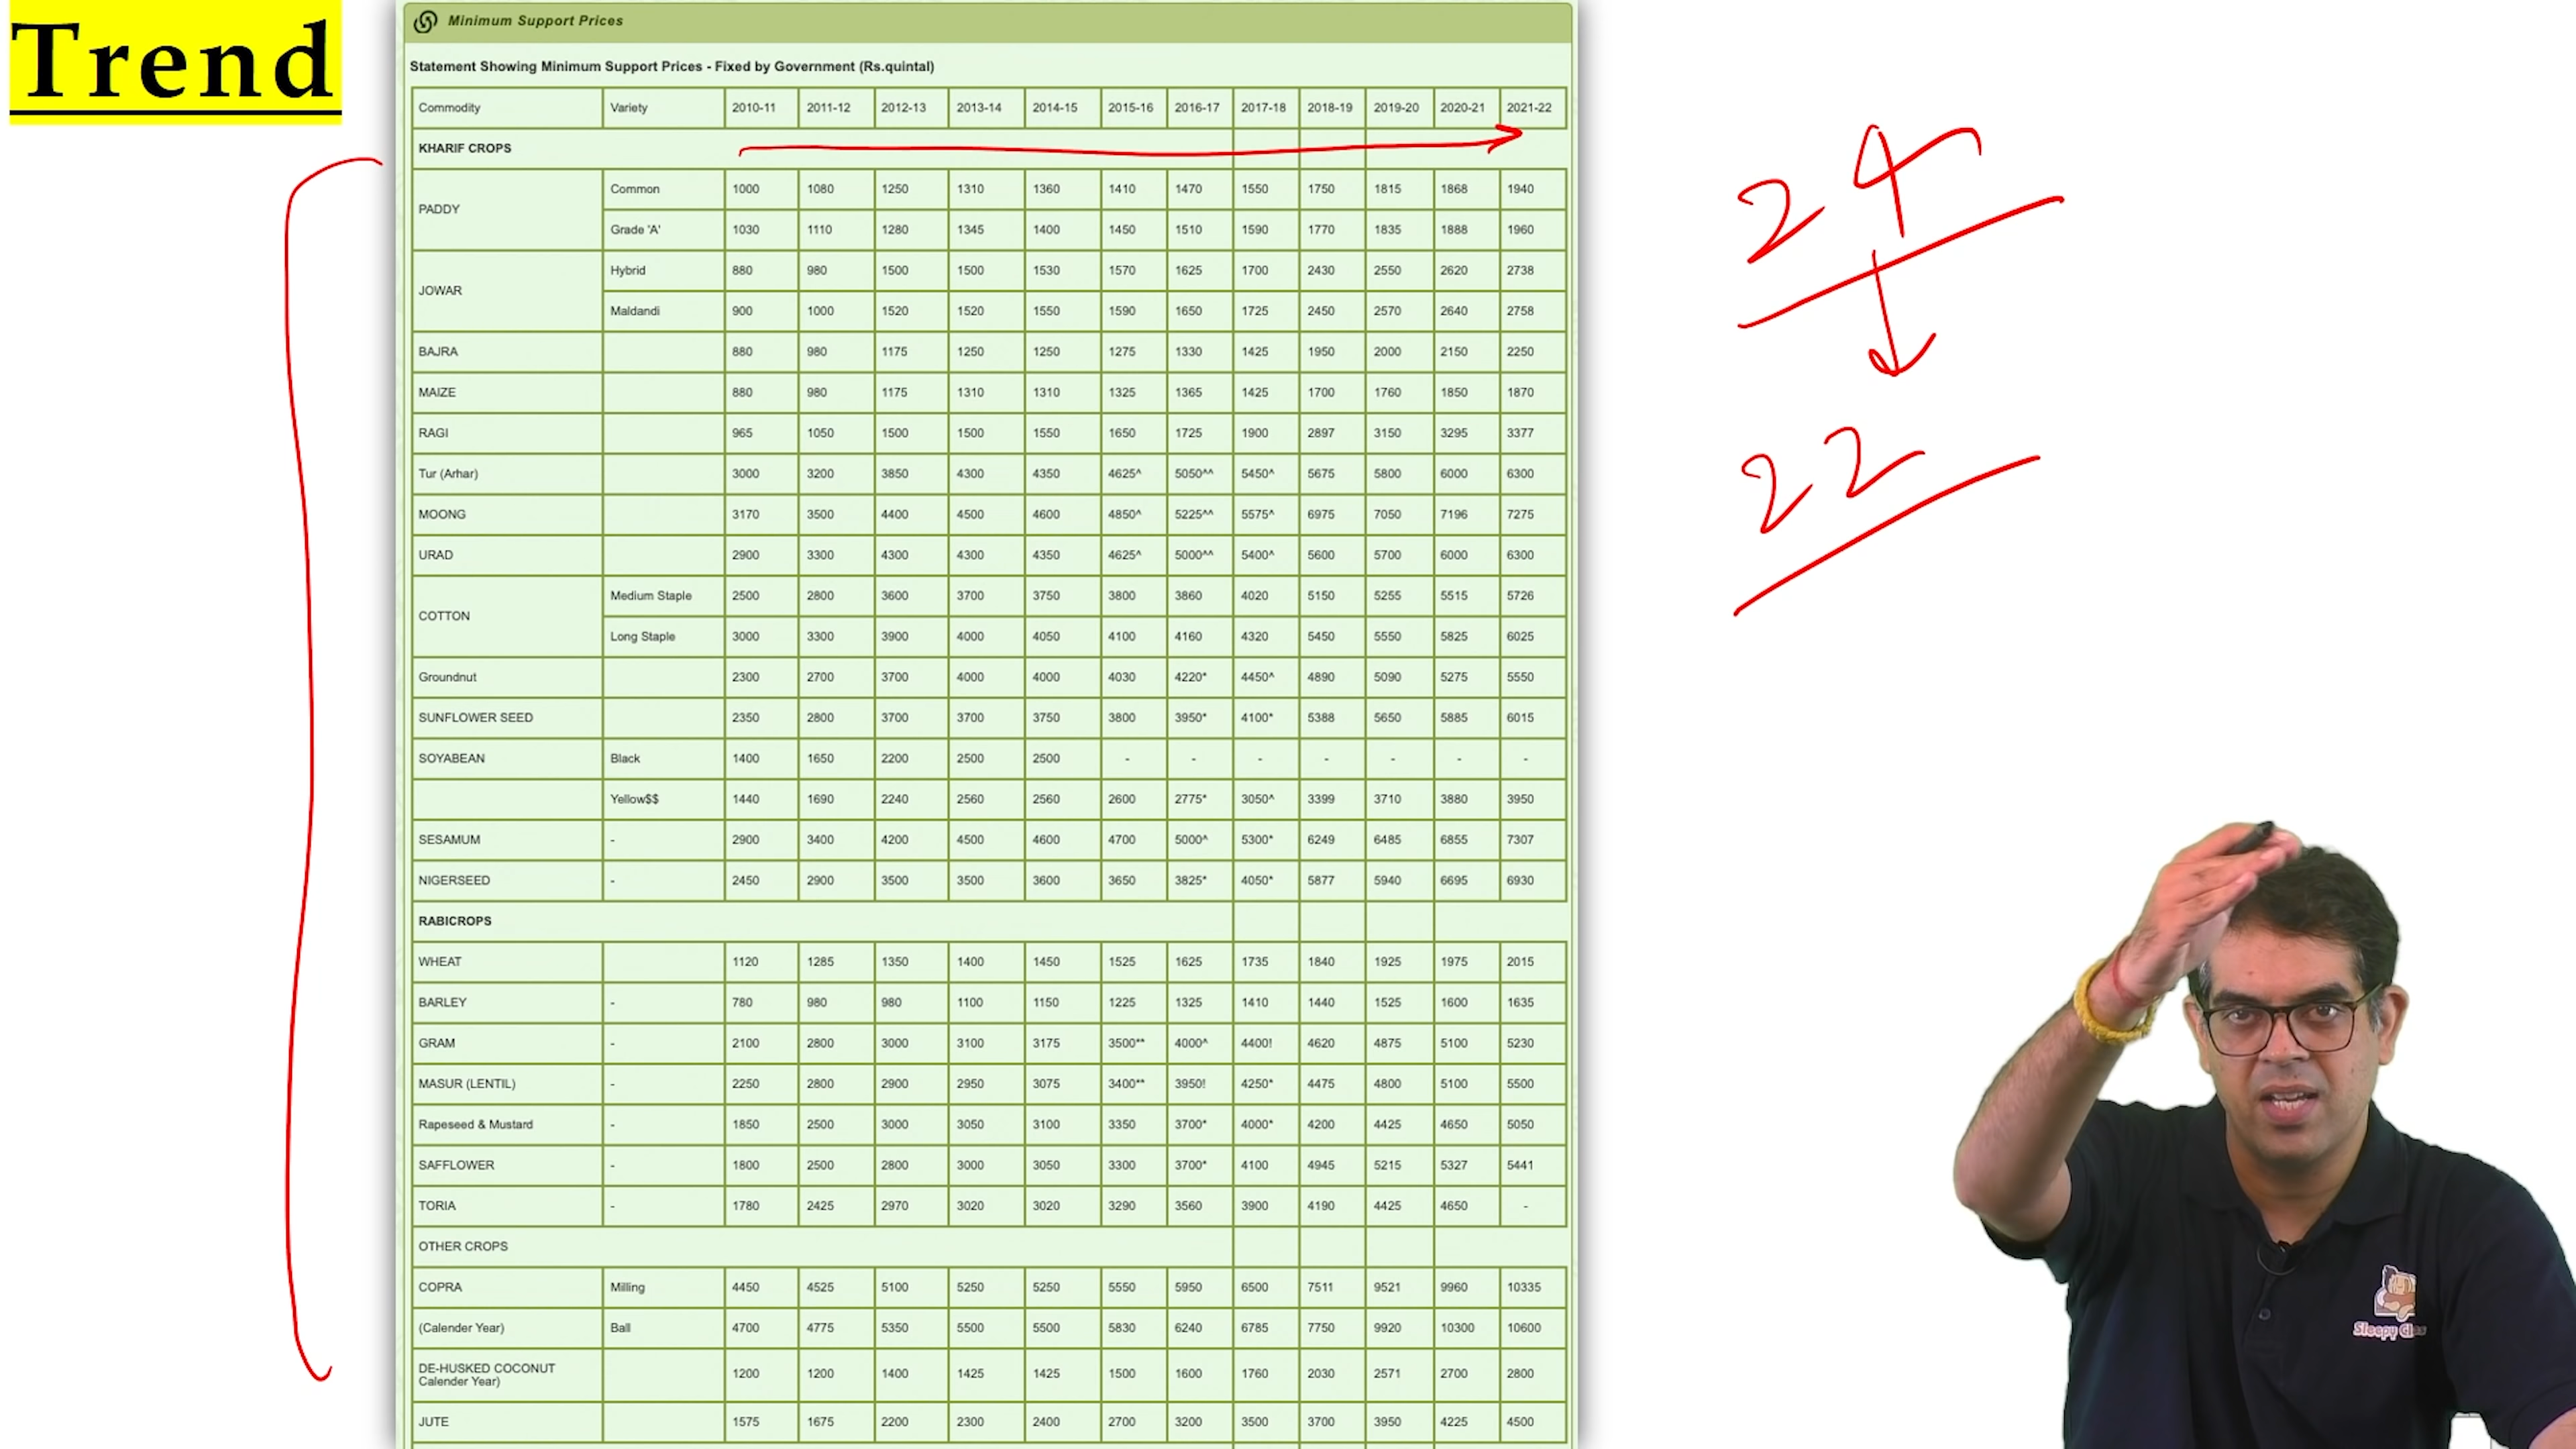 Trend
Minimum Support Prices
Statement Showing Minimum Support Prices - Fixed by Government (Rs.quintal)
Commodity Variety 2010-11 2011-12 2012-13 2013-14 2014-15 2015-16 2016-17 2017-18 2018-19 2019-20 2020-21 2021-22
KHARIF CROPS
PADDY Common 1000 1080 1250 1310 1360 1410 1470 1550 1750 1815 1868 1940
Grade 'A' 1030 1110 1280 1345 1400 1450 1510 1590 1770 1835 1888 1960
JOWAR Hybrid 880 980 1500 1500 1530 1570 1625 1700 2430 2550 2620 2738
Maldandi 900 1000 1520 1520 1550 1590 1650 1725 2450 2570 2640 2758
BAJRA 880 980 1175 1250 1250 1275 1330 1425 1950 2000 2150 2250
MAIZE 880 980 1175 1310 1310 1325 1365 1425 1700 1760 1850 1870
RAGI 965 1050 1500 1500 1550 1650 1725 1900 2897 3150 3295 3377
Tur (Arhar) 3000 3200 3850 4300 4350 4625^ 5050^^ 5450^ 5675 5800 6000 6300
MOONG 3170 3500 4400 4500 4600 4850^ 5225^^ 5575^ 6975 7050 7196 7275
URAD 2900 3300 4300 4300 4350 4625^ 5000^^ 5400^ 5600 5700 6000 6300
COTTON Medium Staple 2500 2800 3600 3700 3750 3800 3860 4020 5150 5255 5515 5726
Long Staple 3000 3300 3900 4000 4050 4100 4160 4320 5450 5550 5825 6025
Groundnut 2300 2700 3700 4000 4000 4030 4220* 4450^ 4890 5090 5275 5550
SUNFLOWER SEED 2350 2800 3700 3700 3750 3800 3950* 4100* 5388 5650 5885 6015
SOYABEAN Black 1400 1650 2200 2500 2500 - - - - - - -
Yellow$$ 1440 1690 2240 2560 2560 2600 2775* 3050^ 3399 3710 3880 3950
SESAMUM - 2900 3400 4200 4500 4600 4700 5000^ 5300* 6249 6485 6855 7307
NIGERSEED - 2450 2900 3500 3500 3600 3650 3825* 4050* 5877 5940 6695 6930
RABICROPS
WHEAT 1120 1285 1350 1400 1450 1525 1625 1735 1840 1925 1975 2015
BARLEY - 780 980 980 1100 1150 1225 1325 1410 1440 1525 1600 1635
GRAM - 2100 2800 3000 3100 3175 3500** 4000^ 4400! 4620 4875 5100 5230
MASUR (LENTIL) - 2250 2800 2900 2950 3075 3400** 3950! 4250* 4475 4800 5100 5500
Rapeseed & Mustard - 1850 2500 3000 3050 3100 3350 3700* 4000* 4200 4425 4650 5050
SAFFLOWER - 1800 2500 2800 3000 3050 3300 3700* 4100 4945 5215 5327 5441
TORIA - 1780 2425 2970 3020 3020 3290 3560 3900 4190 4425 4650 -
OTHER CROPS
COPRA Milling 4450 4525 5100 5250 5250 5550 5950 6500 7511 9521 9960 10335
(Calender Year) Ball 4700 4775 5350 5500 5500 5830 6240 6785 7750 9920 10300 10600
DE-HUSKED COCONUT
Calender Year) 1200 1200 1400 1425 1425 1500 1600 1760 2030 2571 2700 2800
JUTE 1575 1675 2200 2300 2400 2700 3200 3500 3700 3950 4225 4500
24
22
Sleepy